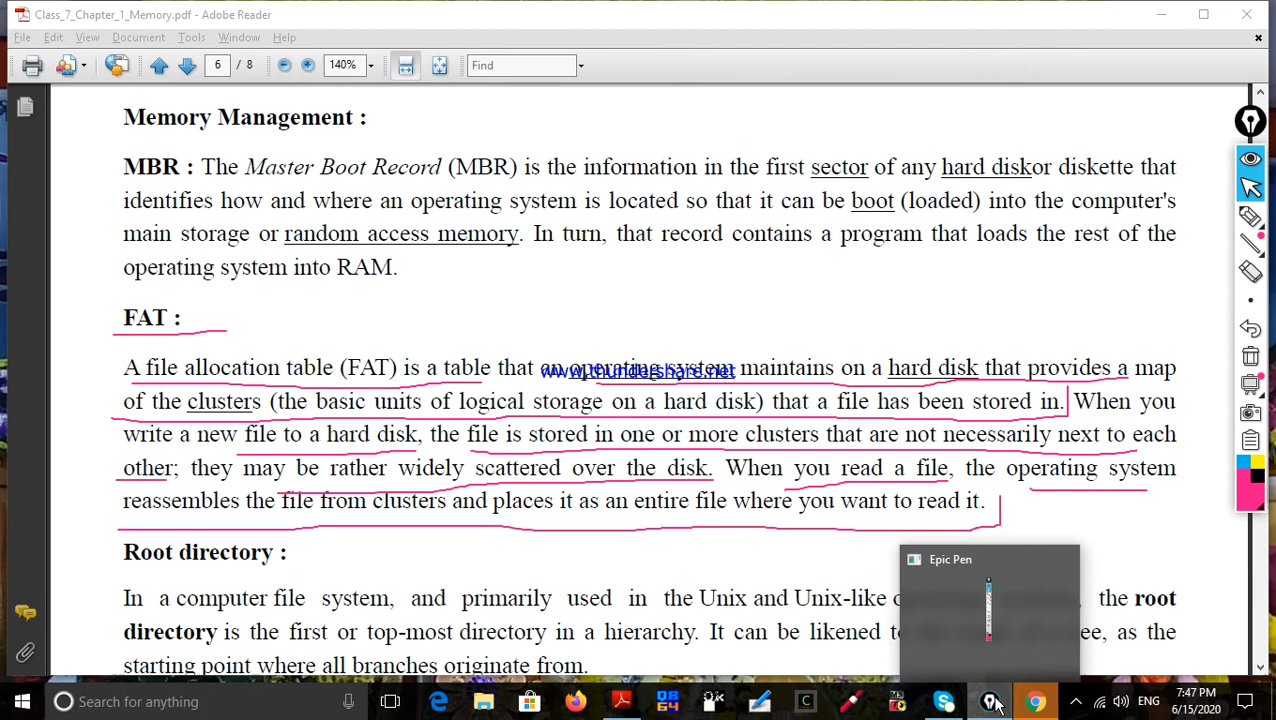 Class_7_Chapter_1_Memory.pdf - Adobe Reader
File Edit View Document Tools Window Help
6 / 8 140% Find
Memory Management :
MBR : The Master Boot Record (MBR) is the information in the first sector of any hard diskor diskette that
identifies how and where an operating system is located so that it can be boot (loaded) into the computer's
main storage or random access memory. In turn, that record contains a program that loads the rest of the
operating system into RAM.
FAT :
A file allocation table (FAT) is a table that an operating system maintains on a hard disk that provides a map
www.thundershare.net
of the clusters (the basic units of logical storage on a hard disk) that a file has been stored in. When you
write a new file to a hard disk, the file is stored in one or more clusters that are not necessarily next to each
other; they may be rather widely scattered over the disk. When you read a file, the operating system
reassembles the file from clusters and places it as an entire file where you want to read it.
Root directory :
Epic Pen
In a computer file system, and primarily used in the Unix and Unix-like the root
directory is the first or top-most directory in a hierarchy. It can be likened as the
starting point where all branches originate from.
Search for anything
ENG
7:47 PM
6/15/2020